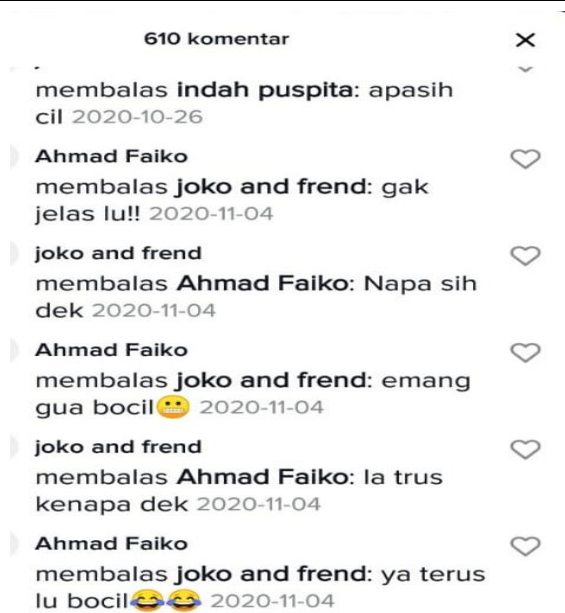 610 komentar
membalas indah puspita: apasih
cil 2020-10-26
Ahmad Faiko
membalas joko and frend: gak
jelas lu!! 2020-11-04
joko and frend
membalas Ahmad Faiko: Napa sih
dek 2020-11-04
Ahmad Faiko
membalas joko and frend: emang
gua bocil😬 2020-11-04
joko and frend
membalas Ahmad Faiko: Ia trus
kenapa dek 2020-11-04
Ahmad Faiko
membalas joko and frend: ya terus
lu bocil😂😂 2020-11-04